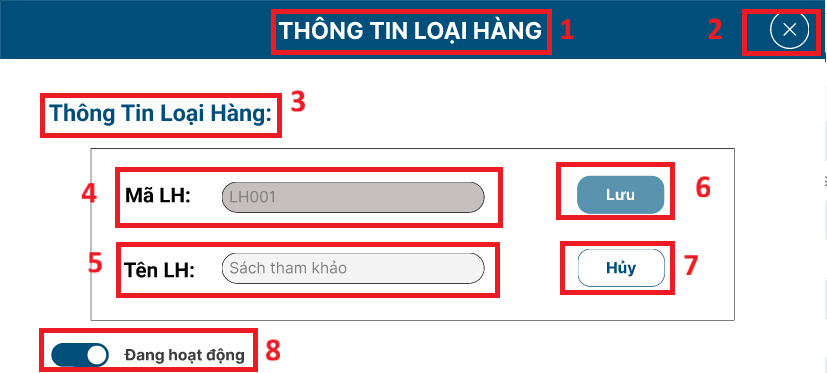 THÔNG TIN LOẠI HÀNG 1 2
Thông Tin Loại Hàng: 3
4 Mã LH: LH001 Lưu 6
5 Tên LH: Sách tham khảo Hủy 7
Đang hoạt động 8